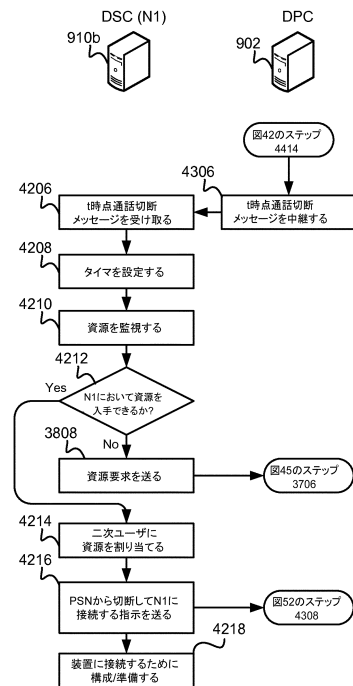 DSC (N1)
DPC
910b
902
図42のステップ
4414
4306
4206
t時点通話切断
メッセージを受け取る
t時点通話切断
メッセージを中継する
4208
タイマを設定する
4210
資源を監視する
4212
Yes
N1において資源を
入手できるか?
No
3808
資源要求を送る
図45のステップ
3706
4214
二次ユーザに
資源を割り当てる
4216
PSNから切断してN1に
接続する指示を送る
図52のステップ
4308
4218
装置に接続するために
構成/準備する